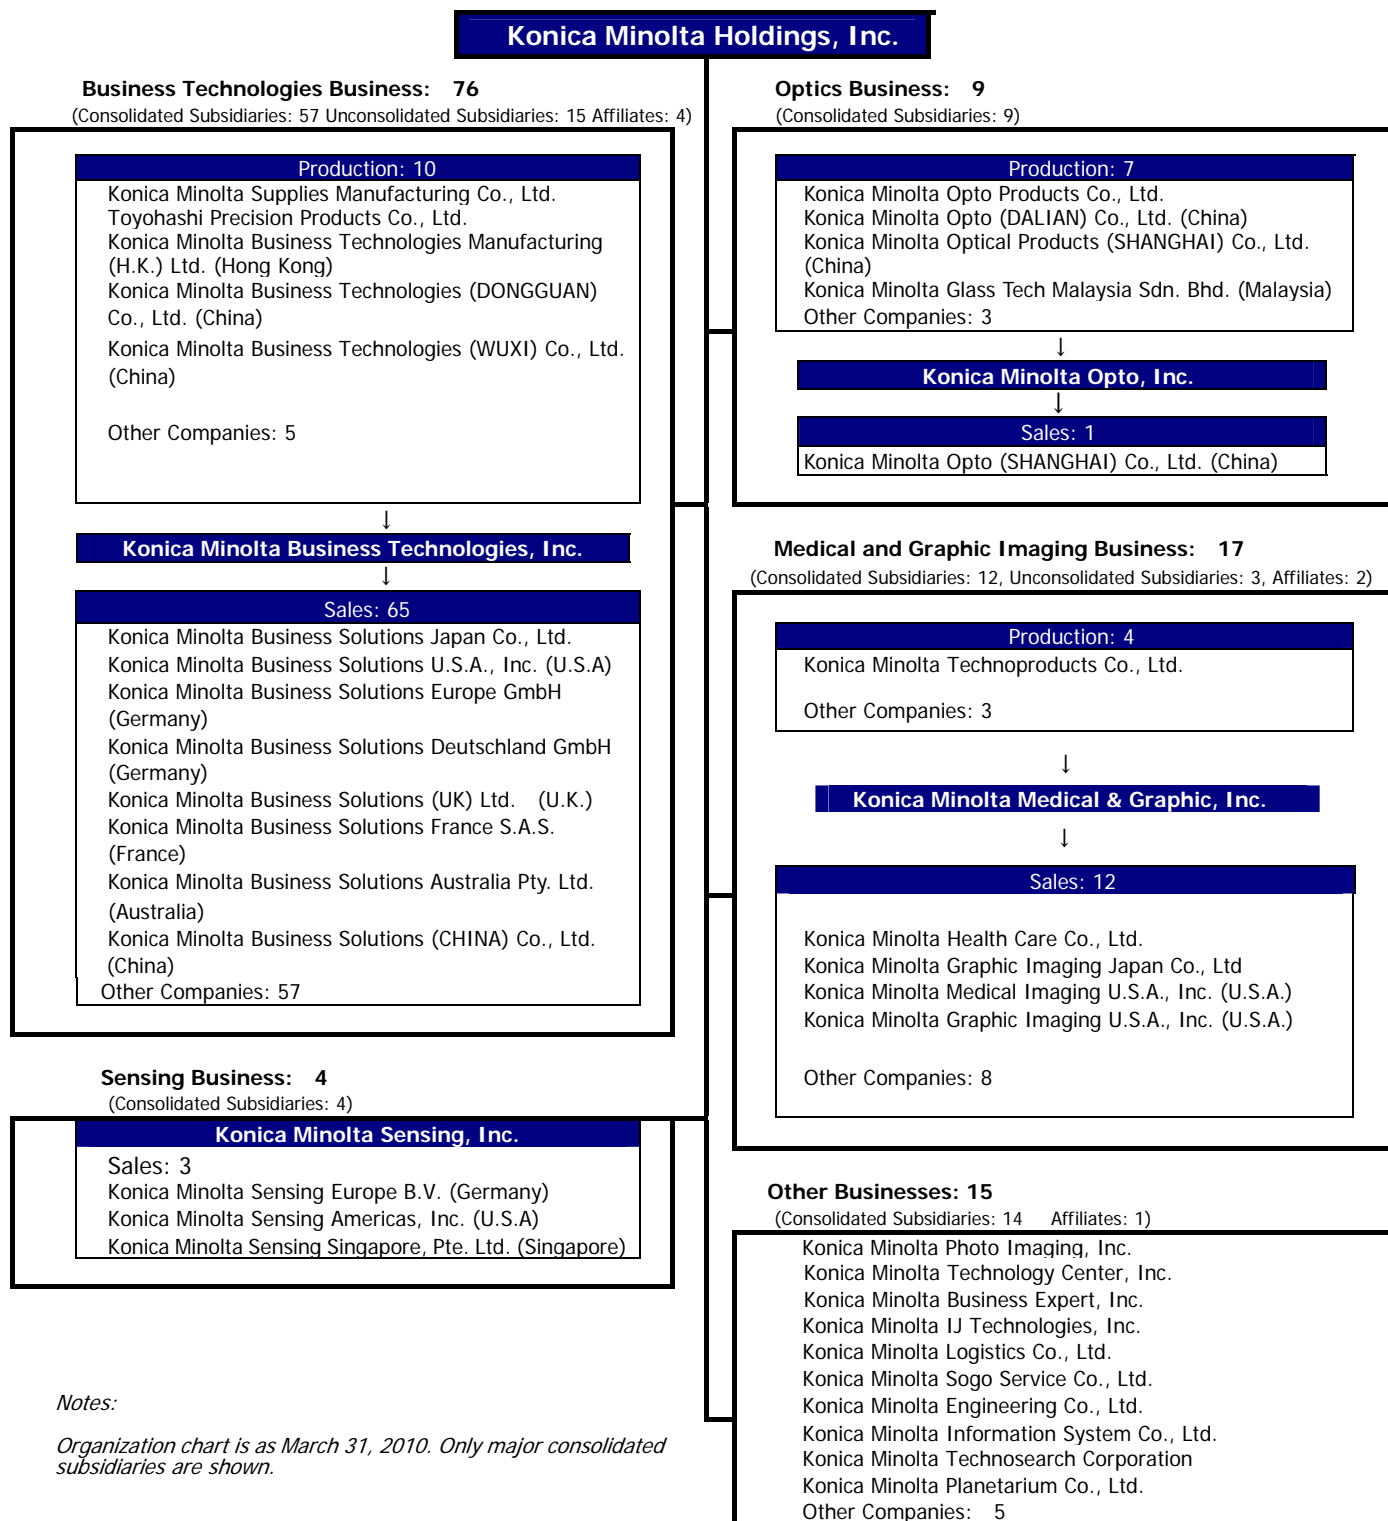 Konica Minolta Holdings, Inc.
Business Technologies Business: 76
(Consolidated Subsidiaries: 57 Unconsolidated Subsidiaries: 15 Affiliates: 4)
Production: 10
Konica Minolta Supplies Manufacturing Co., Ltd.
Toyohashi Precision Products Co., Ltd.
Konica Minolta Business Technologies Manufacturing
(H.K.) Ltd. (Hong Kong)
Konica Minolta Business Technologies (DONGGUAN)
Co., Ltd. (China)
Konica Minolta Business Technologies (WUXI) Co., Ltd.
(China)
Other Companies: 5
↓
Konica Minolta Business Technologies, Inc.
↓
Sales: 65
Konica Minolta Business Solutions Japan Co., Ltd.
Konica Minolta Business Solutions U.S.A., Inc. (U.S.A)
Konica Minolta Business Solutions Europe GmbH
(Germany)
Konica Minolta Business Solutions Deutschland GmbH
(Germany)
Konica Minolta Business Solutions (UK) Ltd. (U.K.)
Konica Minolta Business Solutions France S.A.S.
(France)
Konica Minolta Business Solutions Australia Pty. Ltd.
(Australia)
Konica Minolta Business Solutions (CHINA) Co., Ltd.
(China)
Other Companies: 57
Sensing Business: 4
(Consolidated Subsidiaries: 4)
Konica Minolta Sensing, Inc.
Sales: 3
Konica Minolta Sensing Europe B.V. (Germany)
Konica Minolta Sensing Americas, Inc. (U.S.A)
Konica Minolta Sensing Singapore, Pte. Ltd. (Singapore)
Notes:
Organization chart is as March 31, 2010. Only major consolidated
subsidiaries are shown.
Optics Business: 9
(Consolidated Subsidiaries: 9)
Production: 7
Konica Minolta Opto Products Co., Ltd.
Konica Minolta Opto (DALIAN) Co., Ltd. (China)
Konica Minolta Optical Products (SHANGHAI) Co., Ltd.
(China)
Konica Minolta Glass Tech Malaysia Sdn. Bhd. (Malaysia)
Other Companies: 3
↓
Konica Minolta Opto, Inc.
↓
Sales: 1
Konica Minolta Opto (SHANGHAI) Co., Ltd. (China)
Medical and Graphic Imaging Business: 17
(Consolidated Subsidiaries: 12, Unconsolidated Subsidiaries: 3, Affiliates: 2)
Production: 4
Konica Minolta Technoproducts Co., Ltd.
Other Companies: 3
↓
Konica Minolta Medical & Graphic, Inc.
↓
Sales: 12
Konica Minolta Health Care Co., Ltd.
Konica Minolta Graphic Imaging Japan Co., Ltd
Konica Minolta Medical Imaging U.S.A., Inc. (U.S.A.)
Konica Minolta Graphic Imaging U.S.A., Inc. (U.S.A.)
Other Companies: 8
Other Businesses: 15
(Consolidated Subsidiaries: 14 Affiliates: 1)
Konica Minolta Photo Imaging, Inc.
Konica Minolta Technology Center, Inc.
Konica Minolta Business Expert, Inc.
Konica Minolta IJ Technologies, Inc.
Konica Minolta Logistics Co., Ltd.
Konica Minolta Sogo Service Co., Ltd.
Konica Minolta Engineering Co., Ltd.
Konica Minolta Information System Co., Ltd.
Konica Minolta Technosearch Corporation
Konica Minolta Planetarium Co., Ltd.
Other Companies: 5